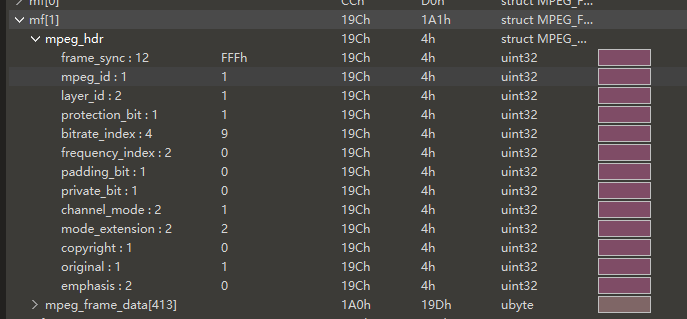 mf[0] CCh D0h struct MPEG_F...
mf[1] 19Ch 1A1h struct MPEG_F...
mpeg_hdr 19Ch 4h struct MPEG_...
frame_sync : 12 FFFh 19Ch 4h uint32
mpeg_id : 1 1 19Ch 4h uint32
layer_id : 2 1 19Ch 4h uint32
protection_bit : 1 1 19Ch 4h uint32
bitrate_index : 4 9 19Ch 4h uint32
frequency_index : 2 0 19Ch 4h uint32
padding_bit : 1 0 19Ch 4h uint32
private_bit : 1 0 19Ch 4h uint32
channel_mode : 2 1 19Ch 4h uint32
mode_extension : 2 2 19Ch 4h uint32
copyright : 1 0 19Ch 4h uint32
original : 1 1 19Ch 4h uint32
emphasis : 2 0 19Ch 4h uint32
mpeg_frame_data[413] 1A0h 19Dh ubyte